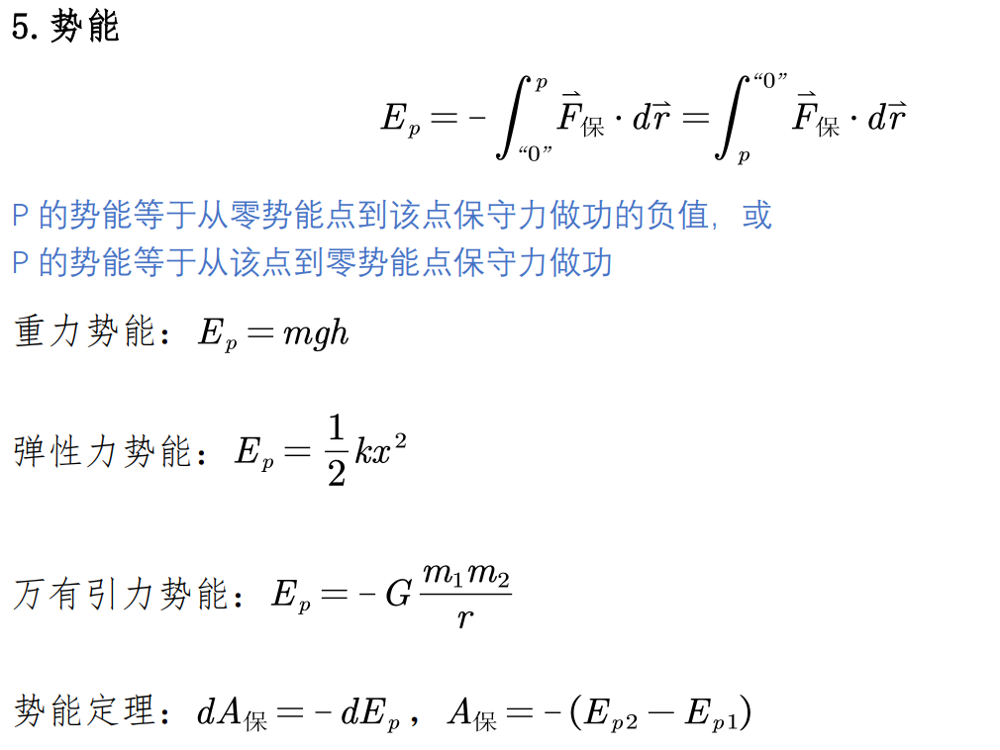 5. 势能
$E_p = -\int_{“0”}^{p} \vec{F}_{保} \cdot d\vec{r} = \int_{p}^{“0”} \vec{F}_{保} \cdot d\vec{r}$
P 的势能等于从零势能点到该点保守力做功的负值，或
P 的势能等于从该点到零势能点保守力做功
重力势能：$E_p = mgh$
弹性力势能：$E_p = \frac{1}{2}kx^2$
万有引力势能：$E_p = -G\frac{m_1 m_2}{r}$
势能定理：$dA_{保} = -dE_p$，$A_{保} = -(E_{p2} - E_{p1})$